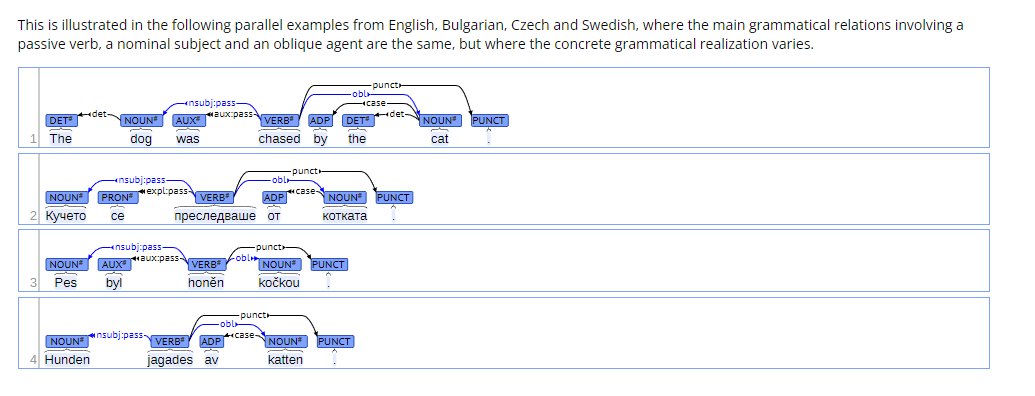 This is illustrated in the following parallel examples from English, Bulgarian, Czech and Swedish, where the main grammatical relations involving a
passive verb, a nominal subject and an oblique agent are the same, but where the concrete grammatical realization varies.
punct
obl
nsubj:pass case
det aux:pass det
DET# NOUN# AUX# VERB# ADP DET# NOUN# PUNCT
1 The dog was chased by the cat .
punct
nsubj:pass obl
expl:pass case
NOUN# PRON# VERB# ADP NOUN# PUNCT
2 Кучето се преследваше от котката .
nsubj:pass punct
aux:pass obl
NOUN# AUX# VERB# NOUN# PUNCT
3 Pes byl honěn kočkou .
punct
obl
nsubj:pass case
NOUN# VERB# ADP NOUN# PUNCT
4 Hunden jagades av katten .